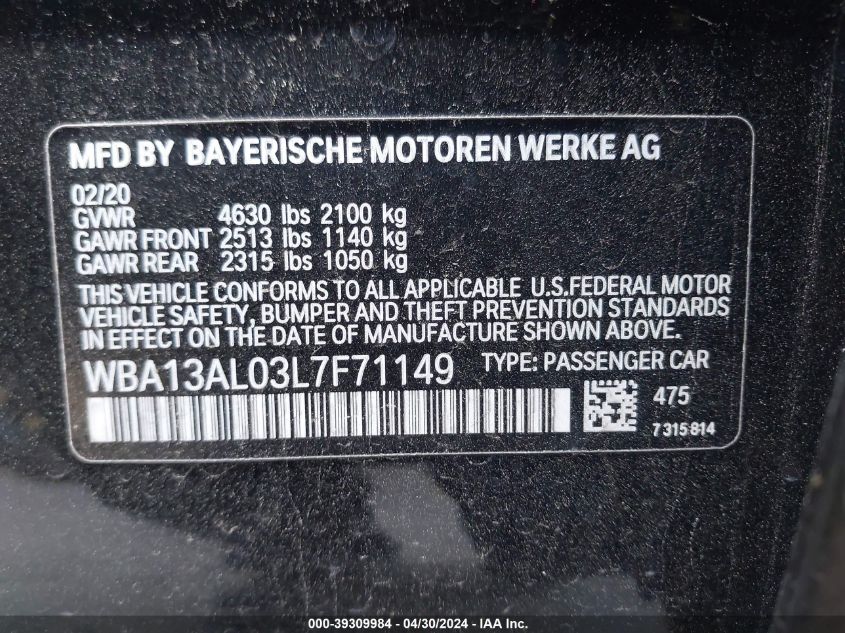 MFD BY BAYERISCHE MOTOREN WERKE AG
02/20
GVWR 4630 lbs 2100 kg
GAWR FRONT 2513 lbs 1140 kg
GAWR REAR 2315 lbs 1050 kg
THIS VEHICLE CONFORMS TO ALL APPLICABLE U.S.FEDERAL MOTOR
VEHICLE SAFETY, BUMPER AND THEFT PREVENTION STANDARDS
IN EFFECT ON THE DATE OF MANUFACTURE SHOWN ABOVE.
WBA13AL03L7F71149 TYPE: PASSENGER CAR
475
7 315 814
000-39309984 - 04/30/2024 - IAA Inc.